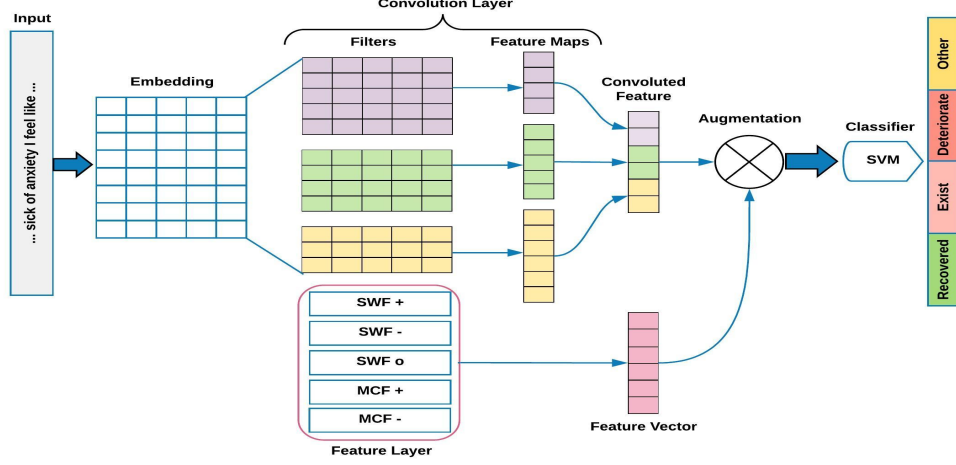 Convolution Layer
Input
Filters
Feature Maps
Embedding
Convoluted
Feature
Augmentation
Classifier
SVM
... sick of anxiety I feel like ...
Other
Deteriorate
Exist
Recovered
SWF +
SWF -
SWF o
MCF +
MCF -
Feature Layer
Feature Vector